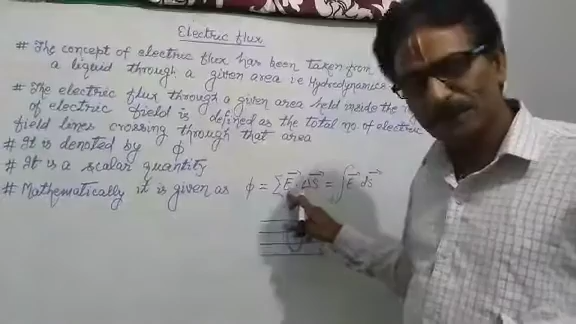 Electric flux
# The concept of electric flux has been taken from
a liquid through a given area i.e Hydrodynamics
# The electric flux through a given area held inside the
of electric field is defined as the total no. of electric
field lines crossing through that area
# It is denoted by ϕ
# It is a scalar quantity
# Mathematically it is given as ϕ = ∑ E⃗ . Δs⃗ = ∫ E⃗ ds⃗